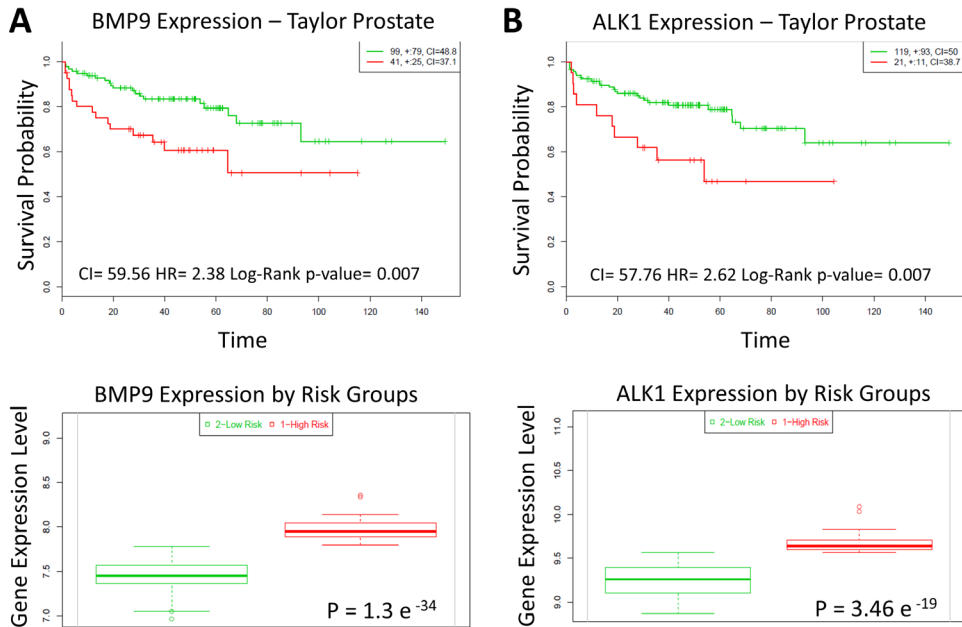 A
BMP9 Expression – Taylor Prostate
99, +:79, CI=48.8
41, +:25, CI=37.1
Survival Probability
1.0
0.8
0.6
0.4
0.2
0.0
CI= 59.56 HR= 2.38 Log-Rank p-value= 0.007
0 20 40 60 80 100 120 140
Time
B
ALK1 Expression – Taylor Prostate
119, +:93, CI=50
21, +:11, CI=38.7
Survival Probability
1.0
0.8
0.6
0.4
0.2
0.0
CI= 57.76 HR= 2.62 Log-Rank p-value= 0.007
0 20 40 60 80 100 120 140
Time
BMP9 Expression by Risk Groups
2−Low Risk 1−High Risk
Gene Expression Level
9.0
8.5
8.0
7.5
7.0
P = 1.3 e -34
ALK1 Expression by Risk Groups
2−Low Risk 1−High Risk
Gene Expression Level
11.0
10.5
10.0
9.5
9.0
P = 3.46 e -19